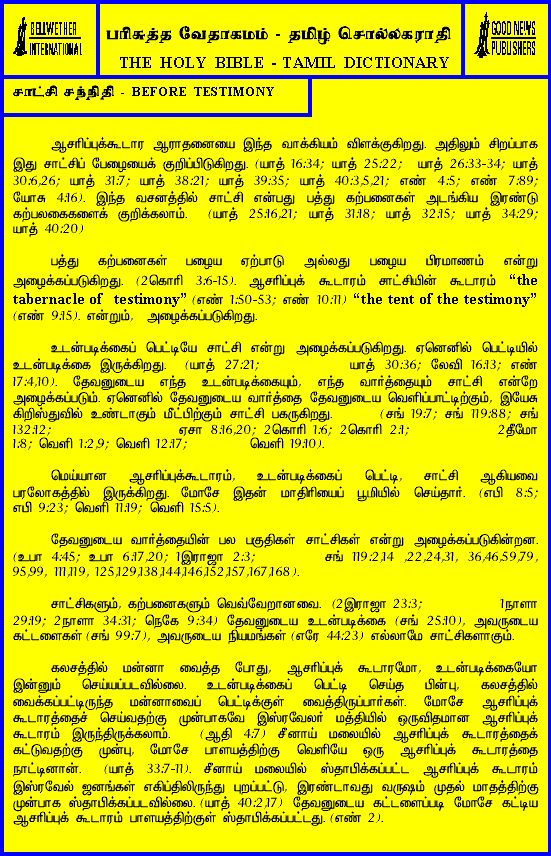 BELLWETHER
INTERNATIONAL
பரிசுத்த வேதாகமம் - தமிழ் சொல்லகராதி
THE HOLY BIBLE - TAMIL DICTIONARY
GOOD NEWS
PUBLISHERS
சாட்சி சந்நிதி - BEFORE TESTIMONY
ஆசரிப்புக்கூடார ஆராதனையை இந்த வாக்கியம் விளக்குகிறது. அதிலும் சிறப்பாக
இது சாட்சிப் பேழையைக் குறிப்பிடுகிறது. (யாத் 16:34; யாத் 25:22; யாத் 26:33-34; யாத்
30:6,26; யாத் 31:7; யாத் 38:21; யாத் 39:35; யாத் 40:3,5,21; எண் 4:5; எண் 7:89;
யோசு 4:16). இந்த வசனத்தில் சாட்சி என்பது பத்து கற்பனைகள் அடங்கிய இரண்டு
கற்பலகைகளைக் குறிக்கலாம். (யாத் 25:16,21; யாத் 31:18; யாத் 32:15; யாத் 34:29;
யாத் 40:20)
பத்து கற்பனைகள் பழைய ஏற்பாடு அல்லது பழைய பிரமாணம் என்று
அழைக்கப்படுகிறது. (2கொரி 3:6-15). ஆசரிப்புக் கூடாரம் சாட்சியின் கூடாரம் “the
tabernacle of testimony” (எண் 1:50-53; எண் 10:11) “the tent of the testimony”
(எண் 9:15). என்றும், அழைக்கப்படுகிறது.
உடன்படிக்கைப் பெட்டியே சாட்சி என்று அழைக்கப்படுகிறது. ஏனெனில் பெட்டியில்
உடன்படிக்கை இருக்கிறது. (யாத் 27:21; யாத் 30:36; லேவி 16:13; எண்
17:4,10). தேவனுடைய எந்த உடன்படிக்கையும், எந்த வார்த்தையும் சாட்சி என்றே
அழைக்கப்படும். ஏனெனில் தேவனுடைய வார்த்தை தேவனுடைய வெளிப்பாட்டிற்கும், இயேசு
கிறிஸ்துவில் உண்டாகும் மீட்பிற்கும் சாட்சி பகருகிறது. (சங் 19:7; சங் 119:88; சங்
132:12; ஏசா 8:16,20; 2கொரி 1:6; 2கொரி 2:1; 2தீமோ
1:8; வெளி 1:2,9; வெளி 12:17; வெளி 19:10).
மெய்யான ஆசரிப்புக்கூடாரம், உடன்படிக்கைப் பெட்டி, சாட்சி ஆகியவை
பரலோகத்தில் இருக்கிறது. மோசே இதன் மாதிரியைப் பூமியில் செய்தார். (எபி 8:5;
எபி 9:23; வெளி 11:19; வெளி 15:5).
தேவனுடைய வார்த்தையின் பல பகுதிகள் சாட்சிகள் என்று அழைக்கப்படுகின்றன.
(உபா 4:45; உபா 6:17,20; 1இராஜா 2:3; சங் 119:2,14 ,22,24,31, 36,46,59,79,
95,99, 111,119, 125,129,138,144,146,152,157,167,168).
சாட்சிகளும், கற்பனைகளும் வெவ்வேறானவை. (2இராஜா 23:3; 1நாளா
29:19; 2நாளா 34:31; நெகே 9:34) தேவனுடைய உடன்படிக்கை (சங் 25:10), அவருடைய
கட்டளைகள் (சங் 99:7), அவருடைய நியமங்கள் (எரே 44:23) எல்லாமே சாட்சிகளாகும்.
கலசத்தில் மன்னா வைத்த போது, ஆசரிப்புக் கூடாரமோ, உடன்படிக்கையோ
இன்னும் செய்யப்படவில்லை. உடன்படிக்கைப் பெட்டி செய்த பின்பு, கலசத்தில்
வைக்கப்பட்டிருந்த மன்னாவைப் பெட்டிக்குள் வைத்திருப்பார்கள். மோசே ஆசரிப்புக்
கூடாரத்தைச் செய்வதற்கு முன்பாகவே இஸ்ரவேலர் மத்தியில் ஒருவிதமான ஆசரிப்புக்
கூடாரம் இருந்திருக்கலாம். (ஆதி 4:7) சீனாய் மலையில் ஆசரிப்புக் கூடாரத்தைக்
கட்டுவதற்கு முன்பு, மோசே பாளயத்திற்கு வெளியே ஒரு ஆசரிப்புக் கூடாரத்தை
நாட்டினான். (யாத் 33:7-11). சீனாய் மலையில் ஸ்தாபிக்கப்பட்ட ஆசரிப்புக் கூடாரம்
இஸ்ரவேல் ஜனங்கள் எகிப்திலிருந்து புறப்பட்டு, இரண்டாவது வருஷம் முதல் மாதத்திற்கு
முன்பாக ஸ்தாபிக்கப்படவில்லை. (யாத் 40:2,17) தேவனுடைய கட்டளைப்படி மோசே கட்டிய
ஆசரிப்புக் கூடாரம் பாளயத்திற்குள் ஸ்தாபிக்கப்பட்டது. (எண் 2).